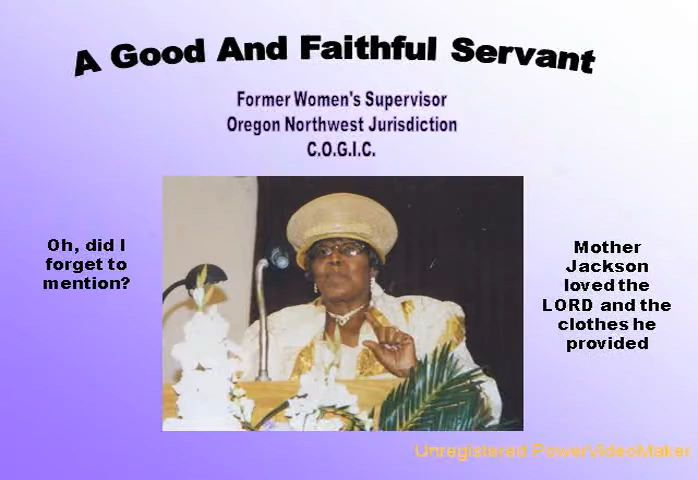 A Good And Faithful Servant
Former Women's Supervisor
Oregon Northwest Jurisdiction
C.O.G.I.C.
Oh, did I
forget to
mention?
Mother
Jackson
loved the
LORD and the
clothes he
provided
Unregistered PowerVideoMaker